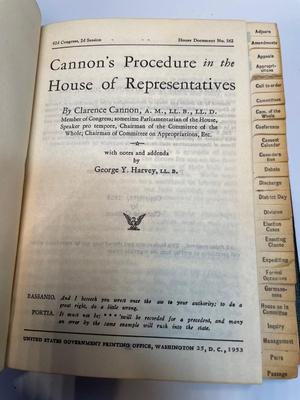 82d Congress, 2d Session
House Document No. 562
Cannon's Procedure in the
House of Representatives
By Clarence Cannon, A. M., LL. B., LL. D.
Member of Congress; sometime Parliamentarian of the House,
Speaker pro tempore, Chairman of the Committee of the
Whole; Chairman of Committee on Appropriations, Etc.
with notes and addenda
by
George Y. Harvey, LL. B.
BASSANIO. And I beseech you wrest once the law to your authority; to do a
great right, do a little wrong.
PORTIA. It must not be; * * * 'twill be recorded for a precedent, and many
an error by the same example will rush into the state.
UNITED STATES GOVERNMENT PRINTING OFFICE, WASHINGTON 25, D. C., 1953
Adjourn
Amendments
Appeals
Appropri-
ations
Call to order
Committees
Com. of the
Whole
Conference
Consent
Calendar
Considera-
tion
Debate
Discharge
District Day
Division
Election
Cases
Enacting
Clause
Expediting
Former
Occasions
Germane-
ness
House as in
Committee
Inquiry
Management
Pairs
Passage